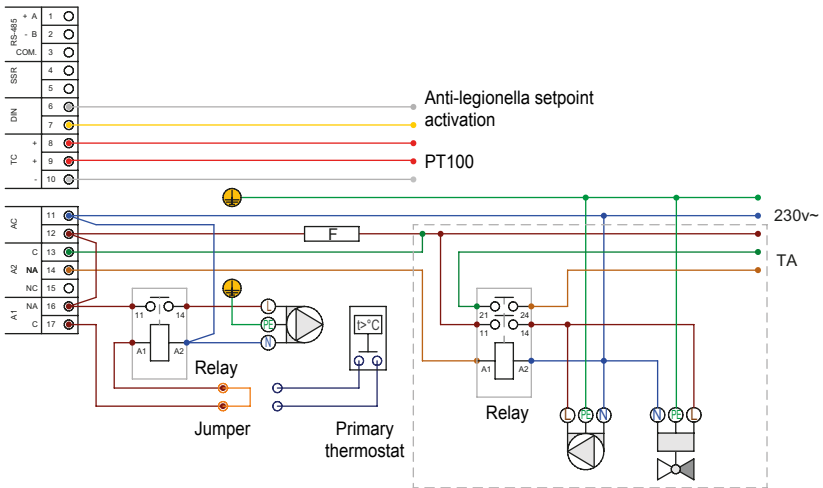 RS-485
+ A 1
- B 2
COM. 3
SSR
4
5
DIN
6
7
TC
+ 8
+ 9
- 10
Anti-legionella setpoint
activation
PT100
AC
11
12
A2
C 13
NA 14
NC 15
A1
NA 16
C 17
F
230v~
TA
11 14
A1 A2
Relay
L
PE
N
t>°C
Jumper
Primary
thermostat
21 24
11 14
A1 A2
Relay
L PE N
N PE L